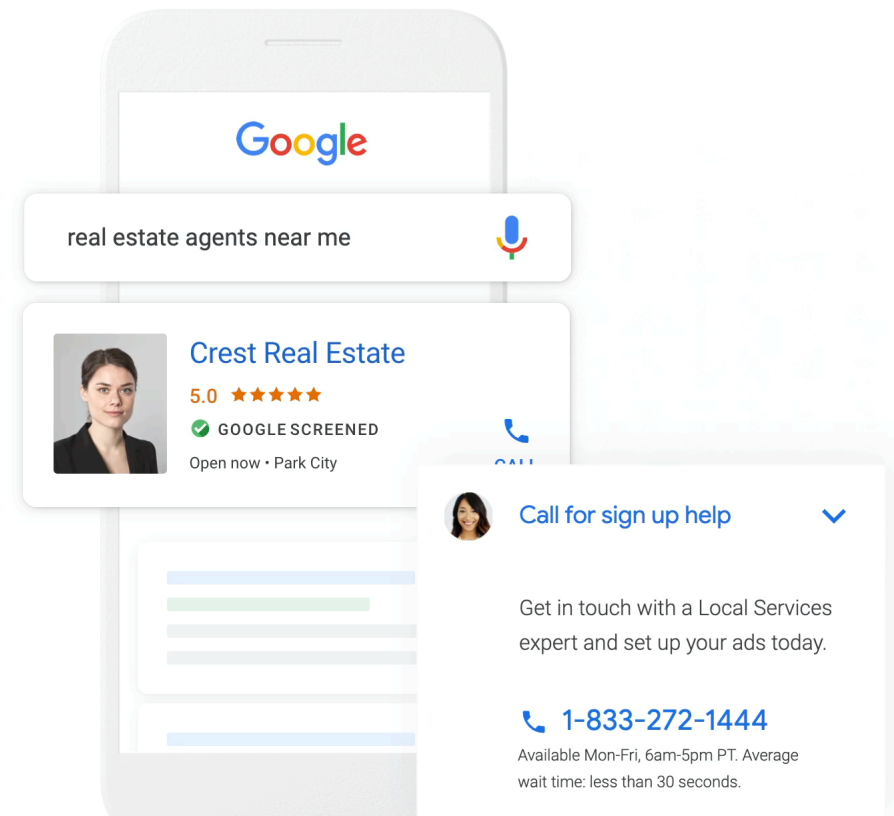 Google
real estate agents near me
Crest Real Estate
5.0
GOOGLE SCREENED
Open now • Park City
CALL
Call for sign up help
Get in touch with a Local Services
expert and set up your ads today.
1-833-272-1444
Available Mon-Fri, 6am-5pm PT. Average
wait time: less than 30 seconds.